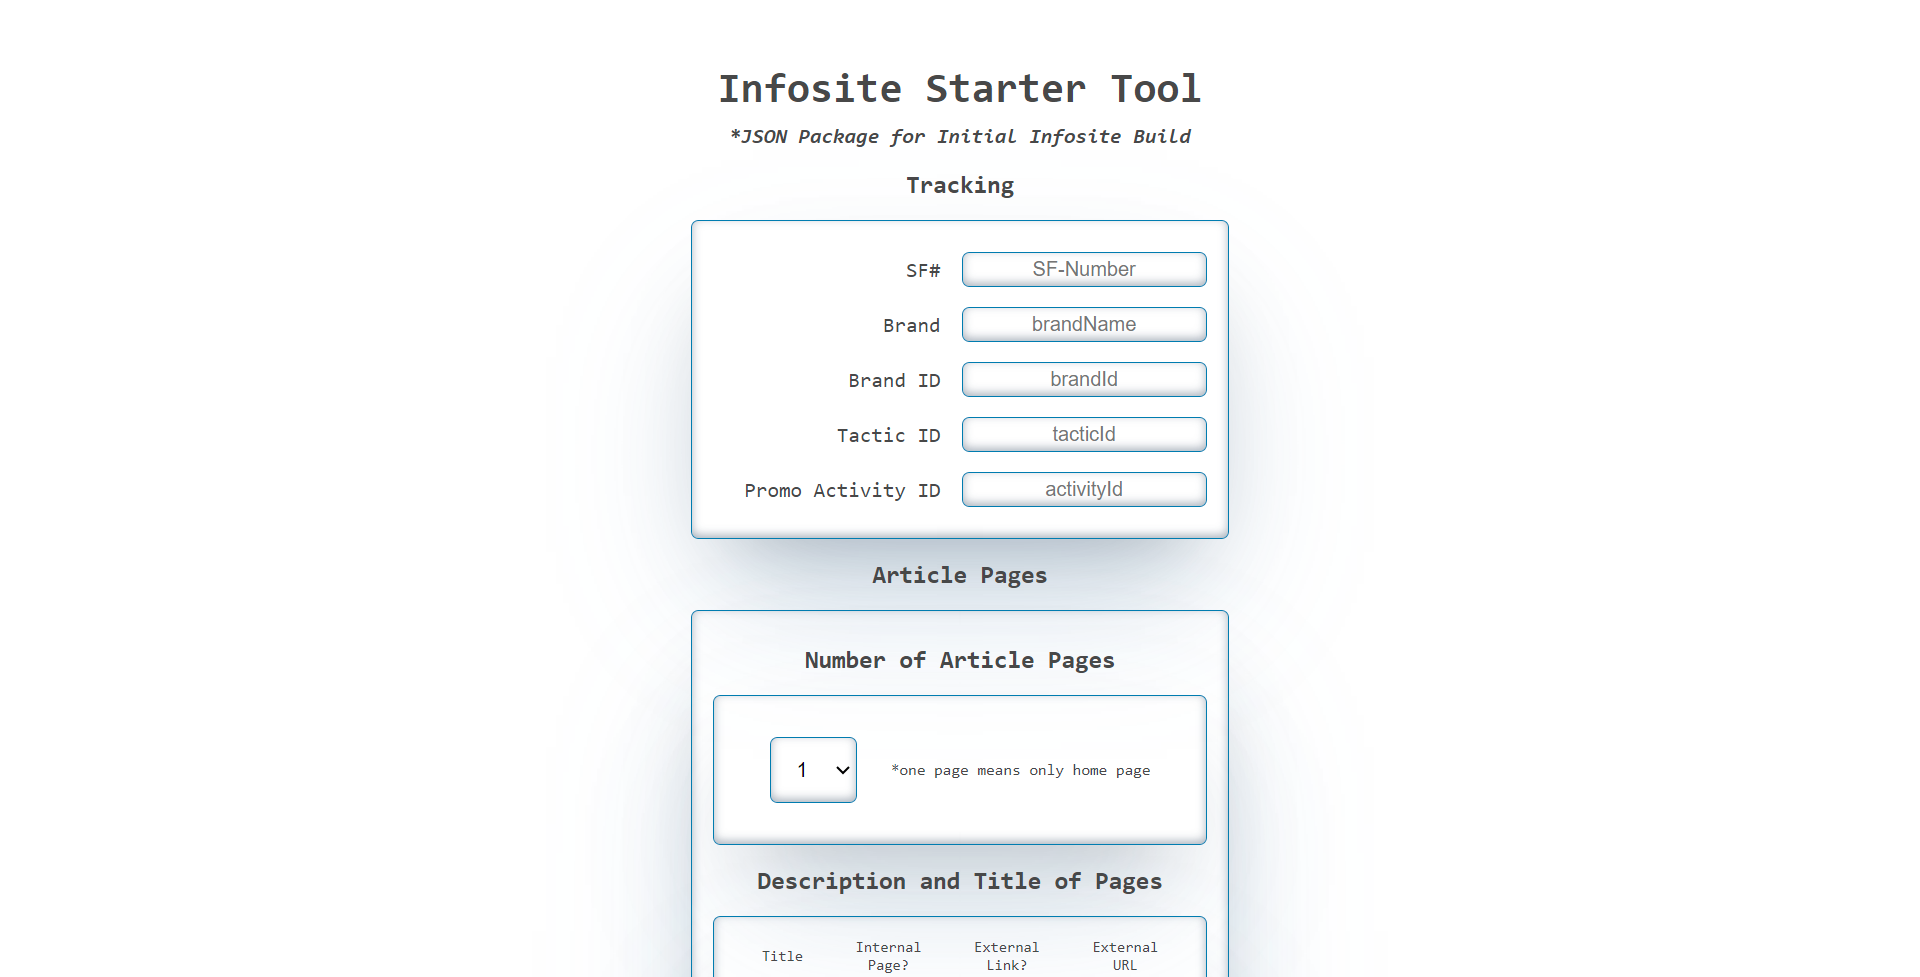 Infosite Starter Tool
*JSON Package for Initial Infosite Build
Tracking
SF# SF-Number
Brand brandName
Brand ID brandId
Tactic ID tacticId
Promo Activity ID activityId
Article Pages
Number of Article Pages
1 *one page means only home page
Description and Title of Pages
Title Internal Page? External Link? External URL